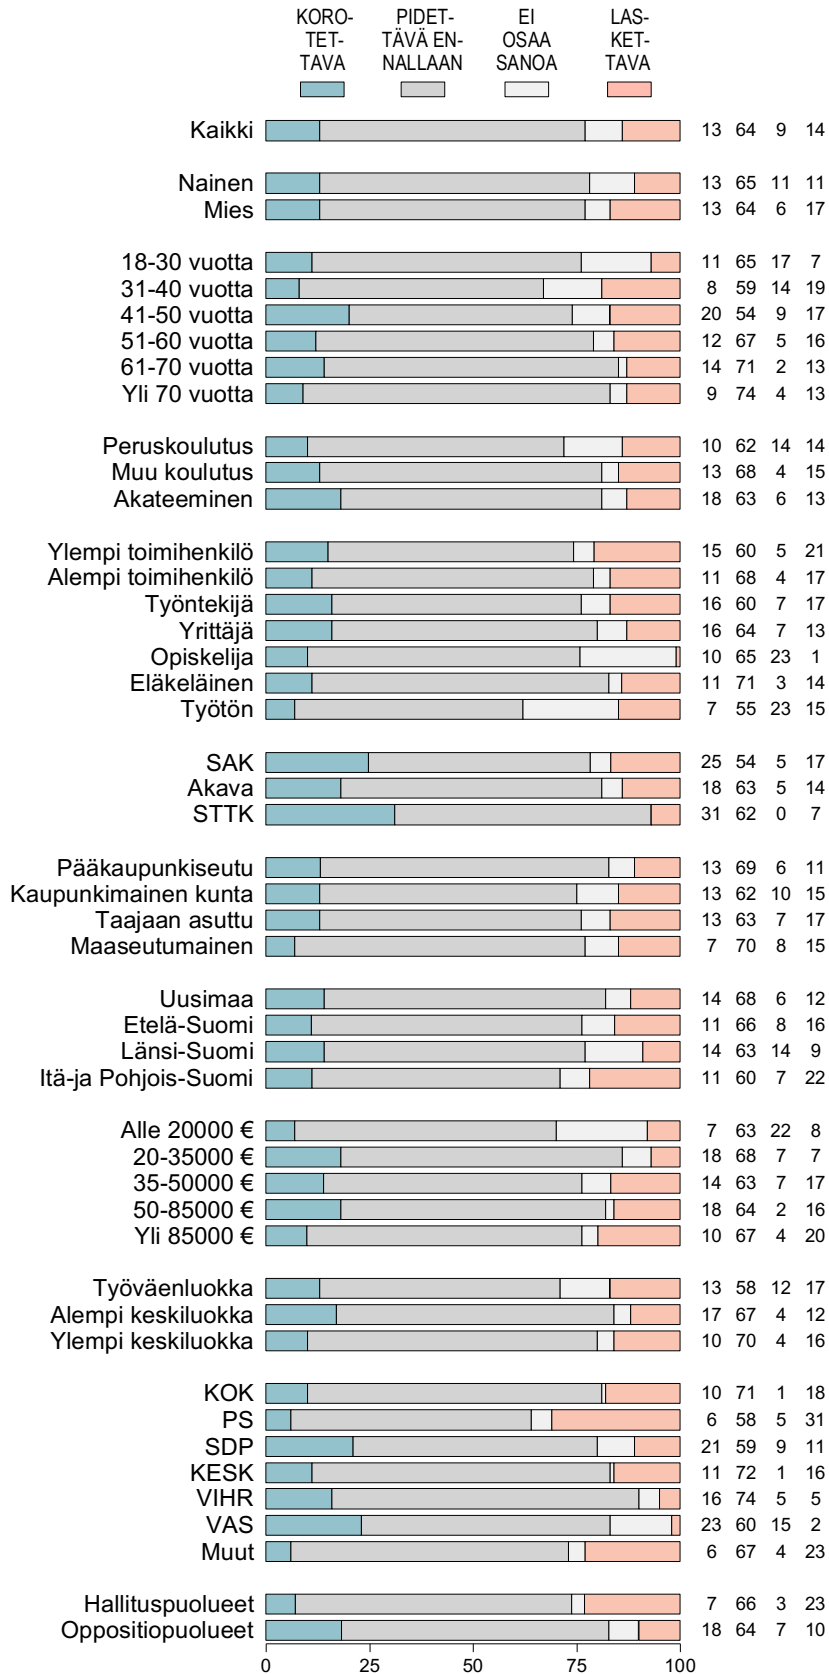 KORO- PIDET- EI LAS-
TET- TÄVÄ EN- OSAA KET-
TAVA NALLAAN SANOA TAVA
Kaikki 13 64 9 14
Nainen 13 65 11 11
Mies 13 64 6 17
18-30 vuotta 11 65 17 7
31-40 vuotta 8 59 14 19
41-50 vuotta 20 54 9 17
51-60 vuotta 12 67 5 16
61-70 vuotta 14 71 2 13
Yli 70 vuotta 9 74 4 13
Peruskoulutus 10 62 14 14
Muu koulutus 13 68 4 15
Akateeminen 18 63 6 13
Ylempi toimihenkilö 15 60 5 21
Alempi toimihenkilö 11 68 4 17
Työntekijä 16 60 7 17
Yrittäjä 16 64 7 13
Opiskelija 10 65 23 1
Eläkeläinen 11 71 3 14
Työtön 7 55 23 15
SAK 25 54 5 17
Akava 18 63 5 14
STTK 31 62 0 7
Pääkaupunkiseutu 13 69 6 11
Kaupunkimainen kunta 13 62 10 15
Taajaan asuttu 13 63 7 17
Maaseutumainen 7 70 8 15
Uusimaa 14 68 6 12
Etelä-Suomi 11 66 8 16
Länsi-Suomi 14 63 14 9
Itä-ja Pohjois-Suomi 11 60 7 22
Alle 20000 € 7 63 22 8
20-35000 € 18 68 7 7
35-50000 € 14 63 7 17
50-85000 € 18 64 2 16
Yli 85000 € 10 67 4 20
Työväenluokka 13 58 12 17
Alempi keskiluokka 17 67 4 12
Ylempi keskiluokka 10 70 4 16
KOK 10 71 1 18
PS 6 58 5 31
SDP 21 59 9 11
KESK 11 72 1 16
VIHR 16 74 5 5
VAS 23 60 15 2
Muut 6 67 4 23
Hallituspuolueet 7 66 3 23
Oppositiopuolueet 18 64 7 10
0 25 50 75 100